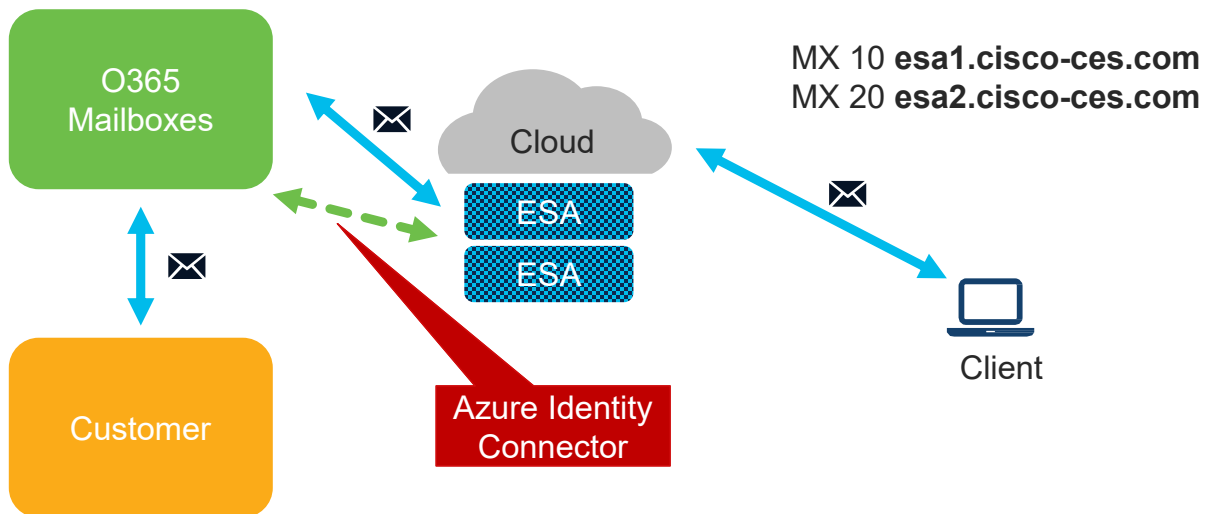 O365
Mailboxes
Cloud
ESA
ESA
MX 10 esa1.cisco-ces.com
MX 20 esa2.cisco-ces.com
Client
Customer
Azure Identity
Connector